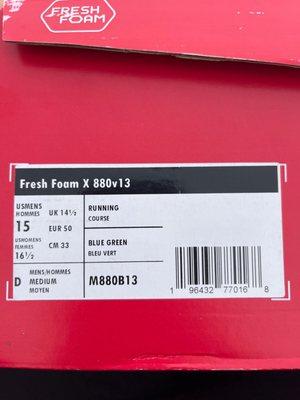 FRESH
FOAM
Fresh Foam X 880v13
USMENS
HOMMES
UK 14½
15
EUR 50
USWOMENS
FEMMES
16½
CM 33
RUNNING
COURSE
BLUE GREEN
BLEU VERT
D
MENS/HOMMES
MEDIUM
MOYEN
M880B13
1 96432 77016 8